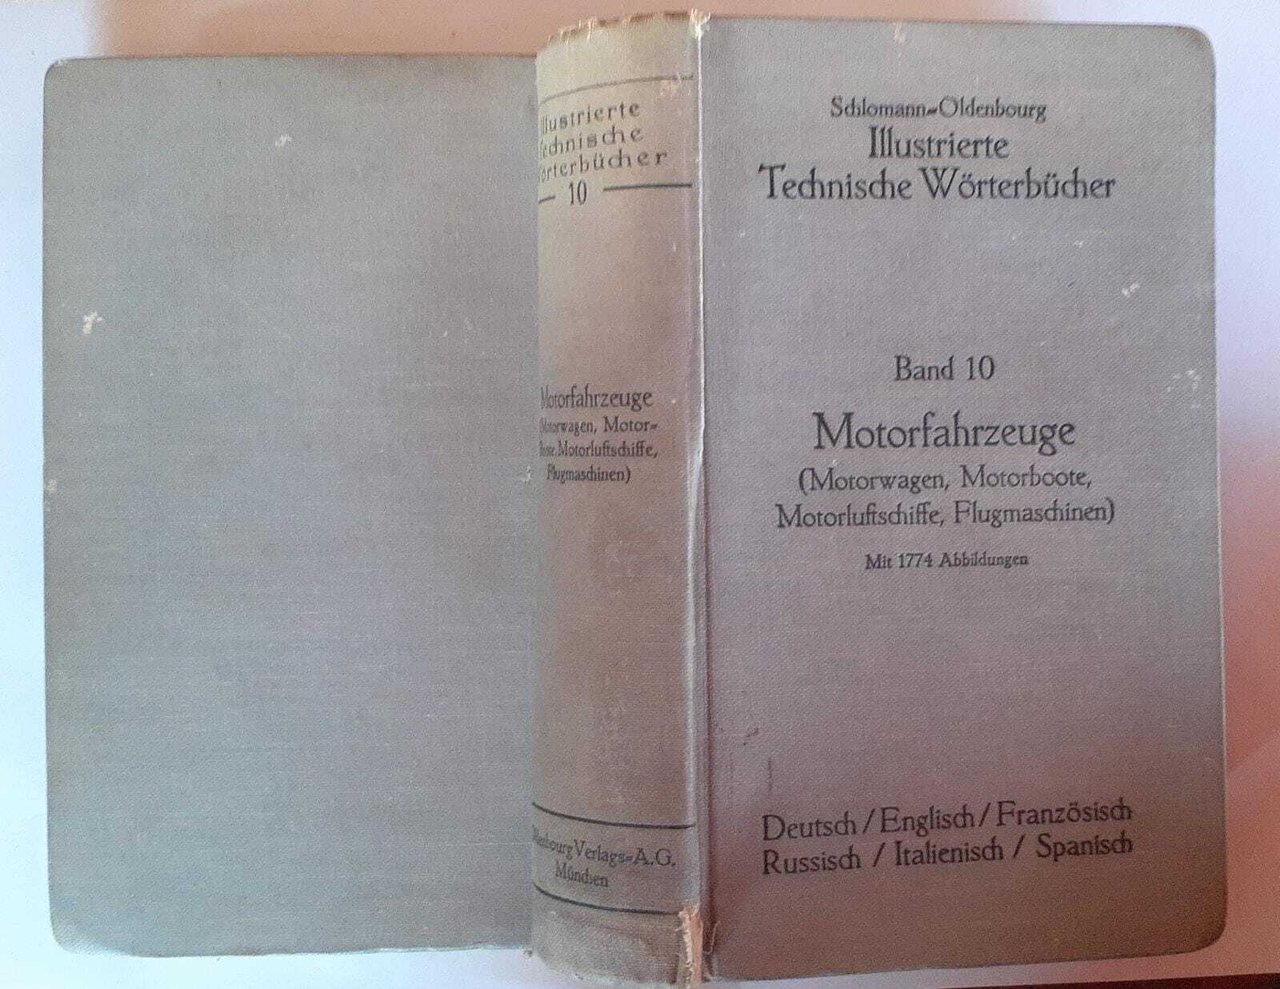 Illustrierte
Technische
Wörterbücher
10
Motorfahrzeuge
(Motorwagen, Motor=
boote, Motorluftschiffe,
Flugmaschinen)
Oldenbourg Verlags=A.G.
München
Schlomann=Oldenbourg
Illustrierte
Technische Wörterbücher
Band 10
Motorfahrzeuge
(Motorwagen, Motorboote,
Motorluftschiffe, Flugmaschinen)
Mit 1774 Abbildungen
Deutsch / Englisch / Französisch
Russisch / Italienisch / Spanisch